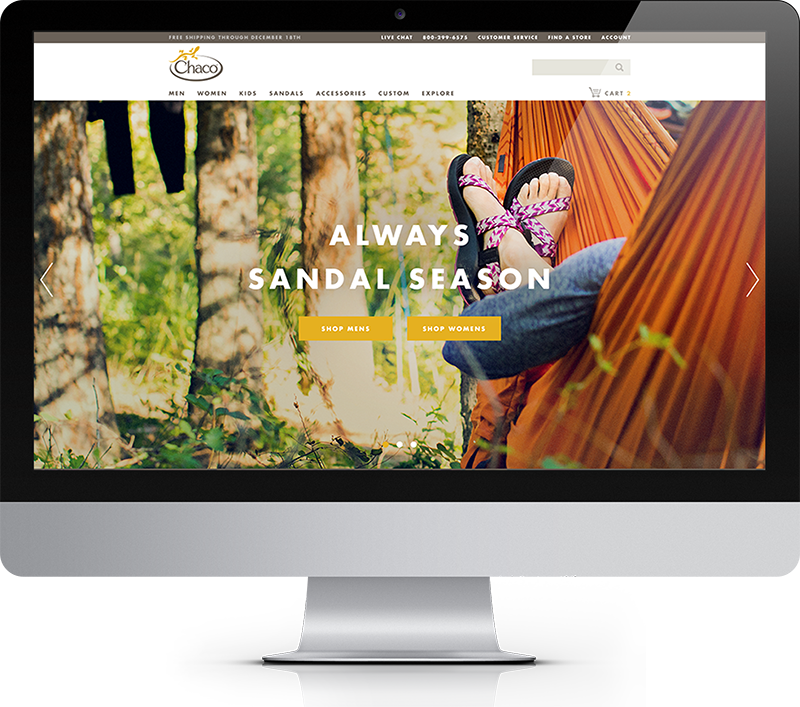 FREE SHIPPING THROUGH DECEMBER 18TH LIVE CHAT 800-299-6575 CUSTOMER SERVICE FIND A STORE ACCOUNT
Chaco
MEN WOMEN KIDS SANDALS ACCESSORIES CUSTOM EXPLORE CART 2
ALWAYS
SANDAL SEASON
SHOP MENS SHOP WOMENS